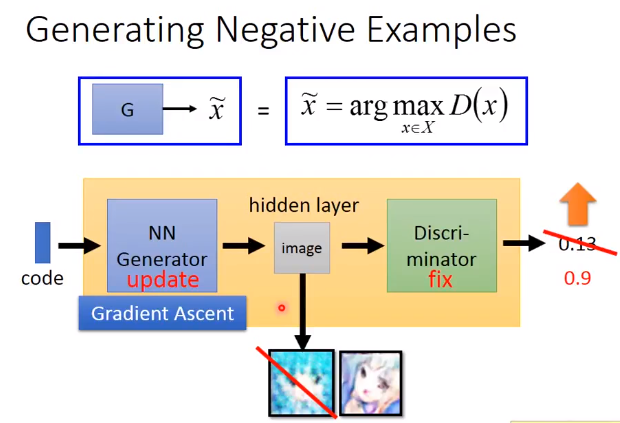 Generating Negative Examples
G → x̃ = x̃ = arg max D(x)
x∈X
hidden layer
NN
Generator
update
image
Discri-
minator
fix
code
0.13
0.9
Gradient Ascent